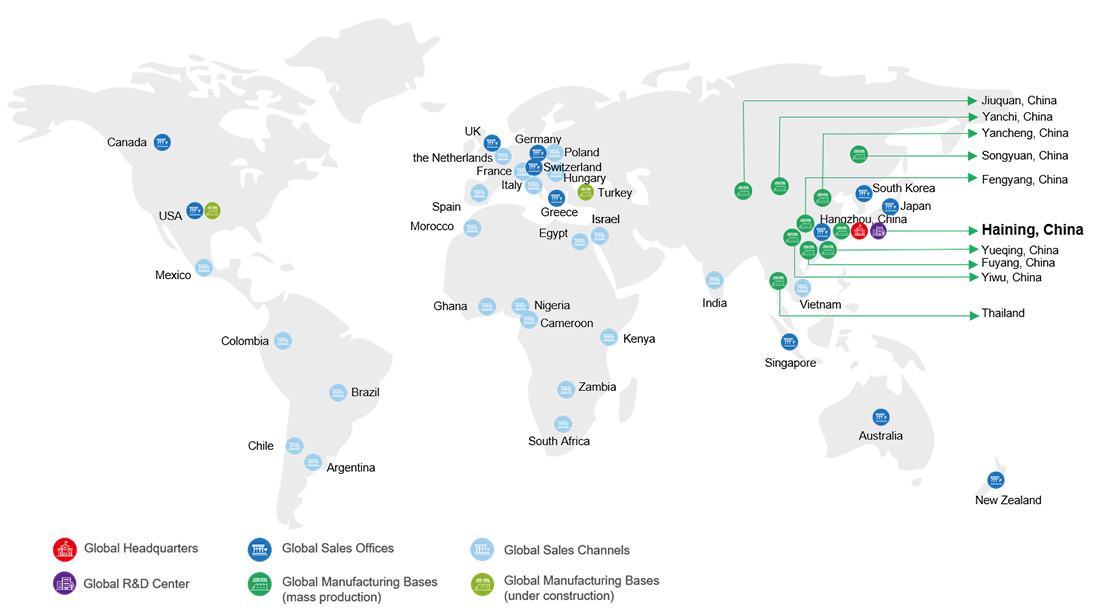 Canada
USA
Mexico
Colombia
Brazil
Chile
Argentina
UK
Germany
the Netherlands
Poland
France
Switzerland
Italy
Hungary
Spain
Turkey
Greece
Morocco
Israel
Egypt
Ghana
Nigeria
Cameroon
Kenya
Zambia
South Africa
India
Vietnam
Singapore
Australia
New Zealand
South Korea
Japan
Hangzhou, China
Jiuquan, China
Yanchi, China
Yancheng, China
Songyuan, China
Fengyang, China
Haining, China
Yueqing, China
Fuyang, China
Yiwu, China
Thailand
Global Headquarters
Global Sales Offices
Global Sales Channels
Global R&D Center
Global Manufacturing Bases
(mass production)
Global Manufacturing Bases
(under construction)